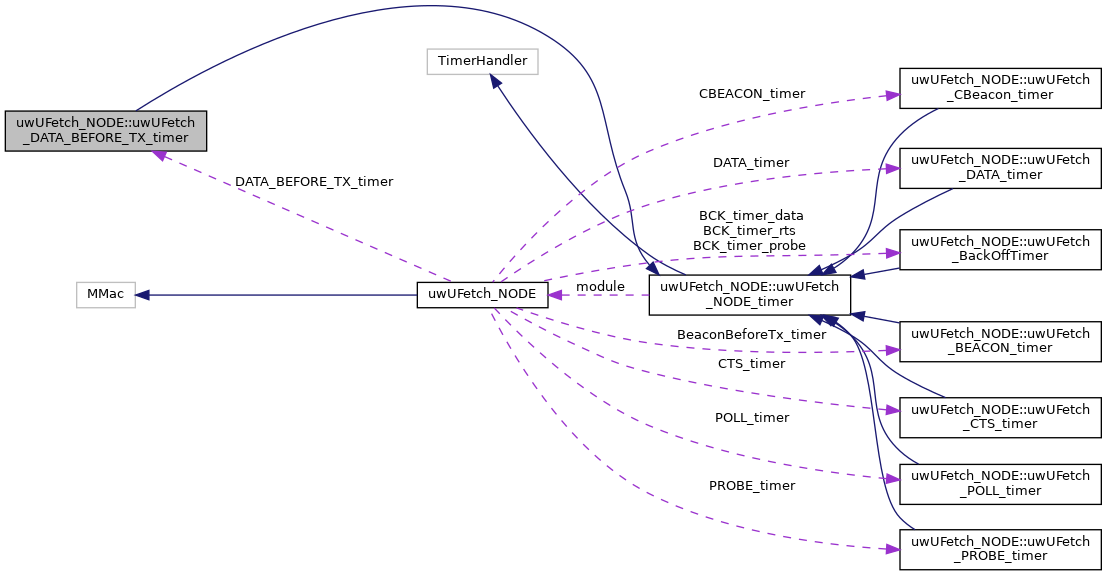 TimerHandler
uwUFetch_NODE::uwUFetch
_CBeacon_timer
CBEACON_timer
uwUFetch_NODE::uwUFetch
_DATA_BEFORE_TX_timer
DATA_timer
uwUFetch_NODE::uwUFetch
_DATA_timer
DATA_BEFORE_TX_timer
BCK_timer_data
BCK_timer_rts
BCK_timer_probe
uwUFetch_NODE::uwUFetch
_BackOffTimer
MMac
uwUFetch_NODE
module
uwUFetch_NODE::uwUFetch
_NODE_timer
BeaconBeforeTx_timer
uwUFetch_NODE::uwUFetch
_BEACON_timer
CTS_timer
uwUFetch_NODE::uwUFetch
_CTS_timer
POLL_timer
uwUFetch_NODE::uwUFetch
_POLL_timer
PROBE_timer
uwUFetch_NODE::uwUFetch
_PROBE_timer